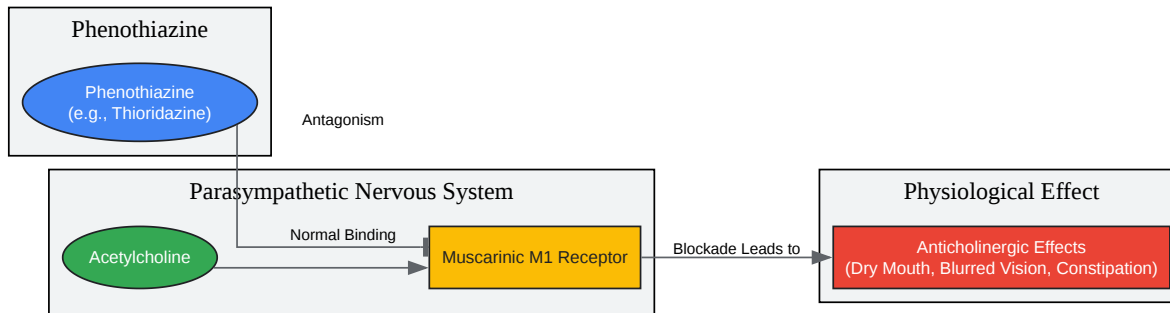 Phenothiazine
Phenothiazine
(e.g., Thioridazine)
Antagonism
Parasympathetic Nervous System
Acetylcholine
Normal Binding
Muscarinic M1 Receptor
Blockade Leads to
Physiological Effect
Anticholinergic Effects
(Dry Mouth, Blurred Vision, Constipation)